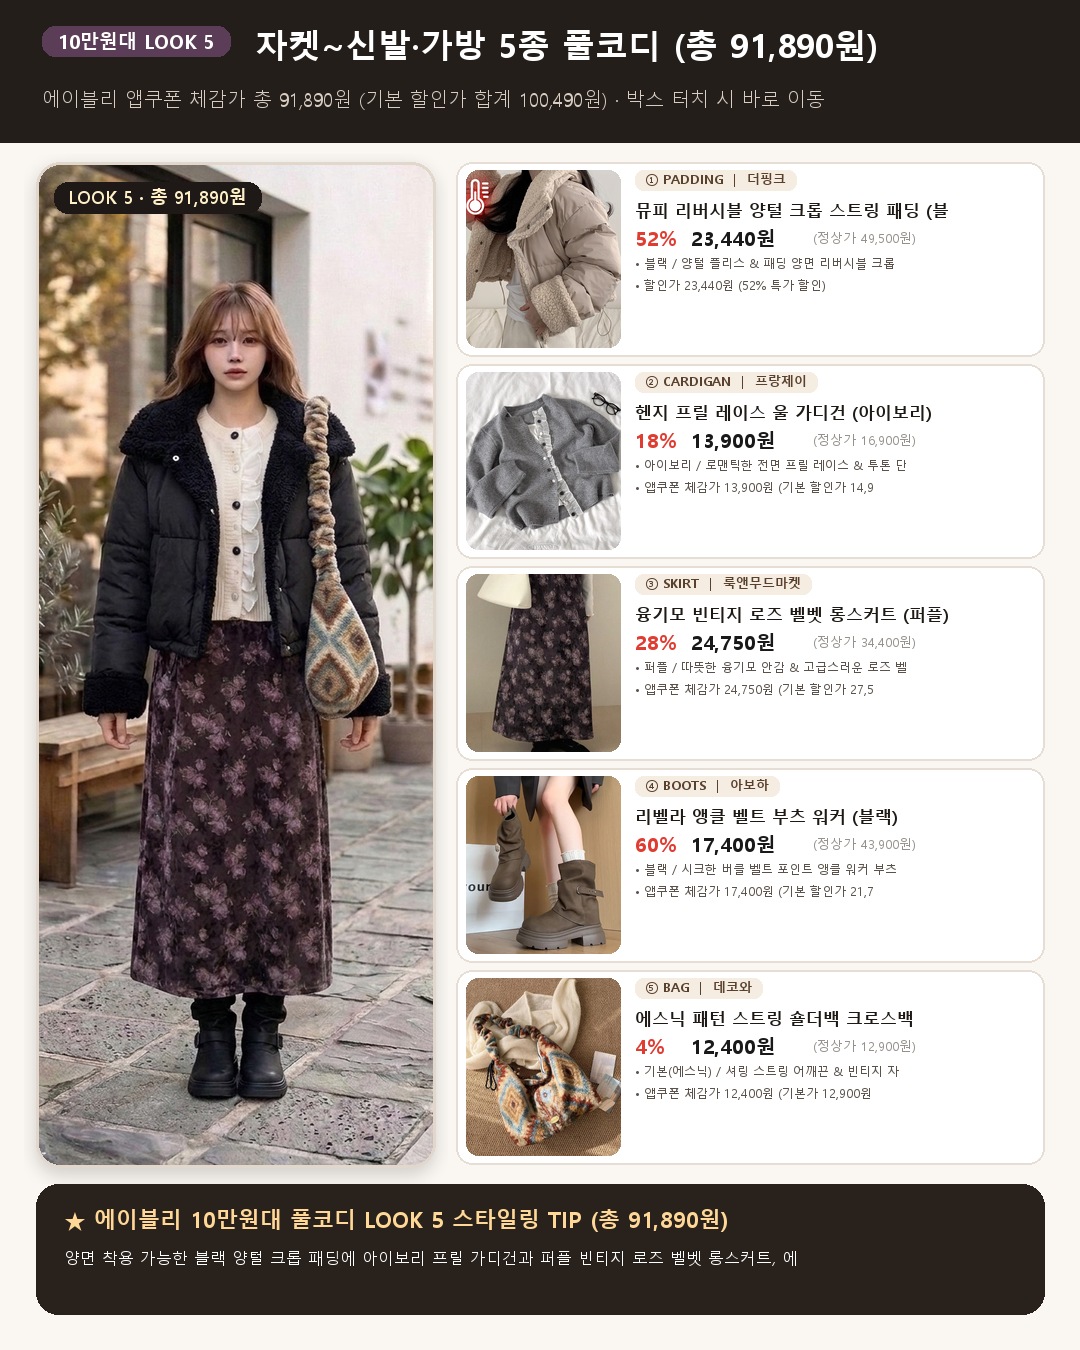 10만원대 LOOK 5
자켓~신발·가방 5종 풀코디 (총 91,890원)
에이블리 앱쿠폰 체감가 총 91,890원 (기본 할인가 합계 100,490원) · 박스 터치 시 바로 이동
LOOK 5 · 총 91,890원
① PADDING | 더핑크
뮤피 리버시블 양털 크롭 스트링 패딩 (블
52% 23,440원 (정상가 49,500원)
• 블랙 / 양털 플리스 & 패딩 양면 리버시블 크롭
• 할인가 23,440원 (52% 특가 할인)
② CARDIGAN | 프랑제이
헨지 프릴 레이스 울 가디건 (아이보리)
18% 13,900원 (정상가 16,900원)
• 아이보리 / 로맨틱한 전면 프릴 레이스 & 투톤 단
• 앱쿠폰 체감가 13,900원 (기본 할인가 14,9
③ SKIRT | 룩앤무드마켓
융기모 빈티지 로즈 벨벳 롱스커트 (퍼플)
28% 24,750원 (정상가 34,400원)
• 퍼플 / 따뜻한 융기모 안감 & 고급스러운 로즈 벨
• 앱쿠폰 체감가 24,750원 (기본 할인가 27,5
④ BOOTS | 아보하
리벨라 앵클 벨트 부츠 워커 (블랙)
60% 17,400원 (정상가 43,900원)
• 블랙 / 시크한 버클 벨트 포인트 앵클 워커 부츠
• 앱쿠폰 체감가 17,400원 (기본 할인가 21,7
your
⑤ BAG | 데코와
에스닉 패턴 스트링 숄더백 크로스백
4% 12,400원 (정상가 12,900원)
• 기본(에스닉) / 셔링 스트링 어깨끈 & 빈티지 자
• 앱쿠폰 체감가 12,400원 (기본가 12,900원
★ 에이블리 10만원대 풀코디 LOOK 5 스타일링 TIP (총 91,890원)
양면 착용 가능한 블랙 양털 크롭 패딩에 아이보리 프릴 가디건과 퍼플 빈티지 로즈 벨벳 롱스커트, 에